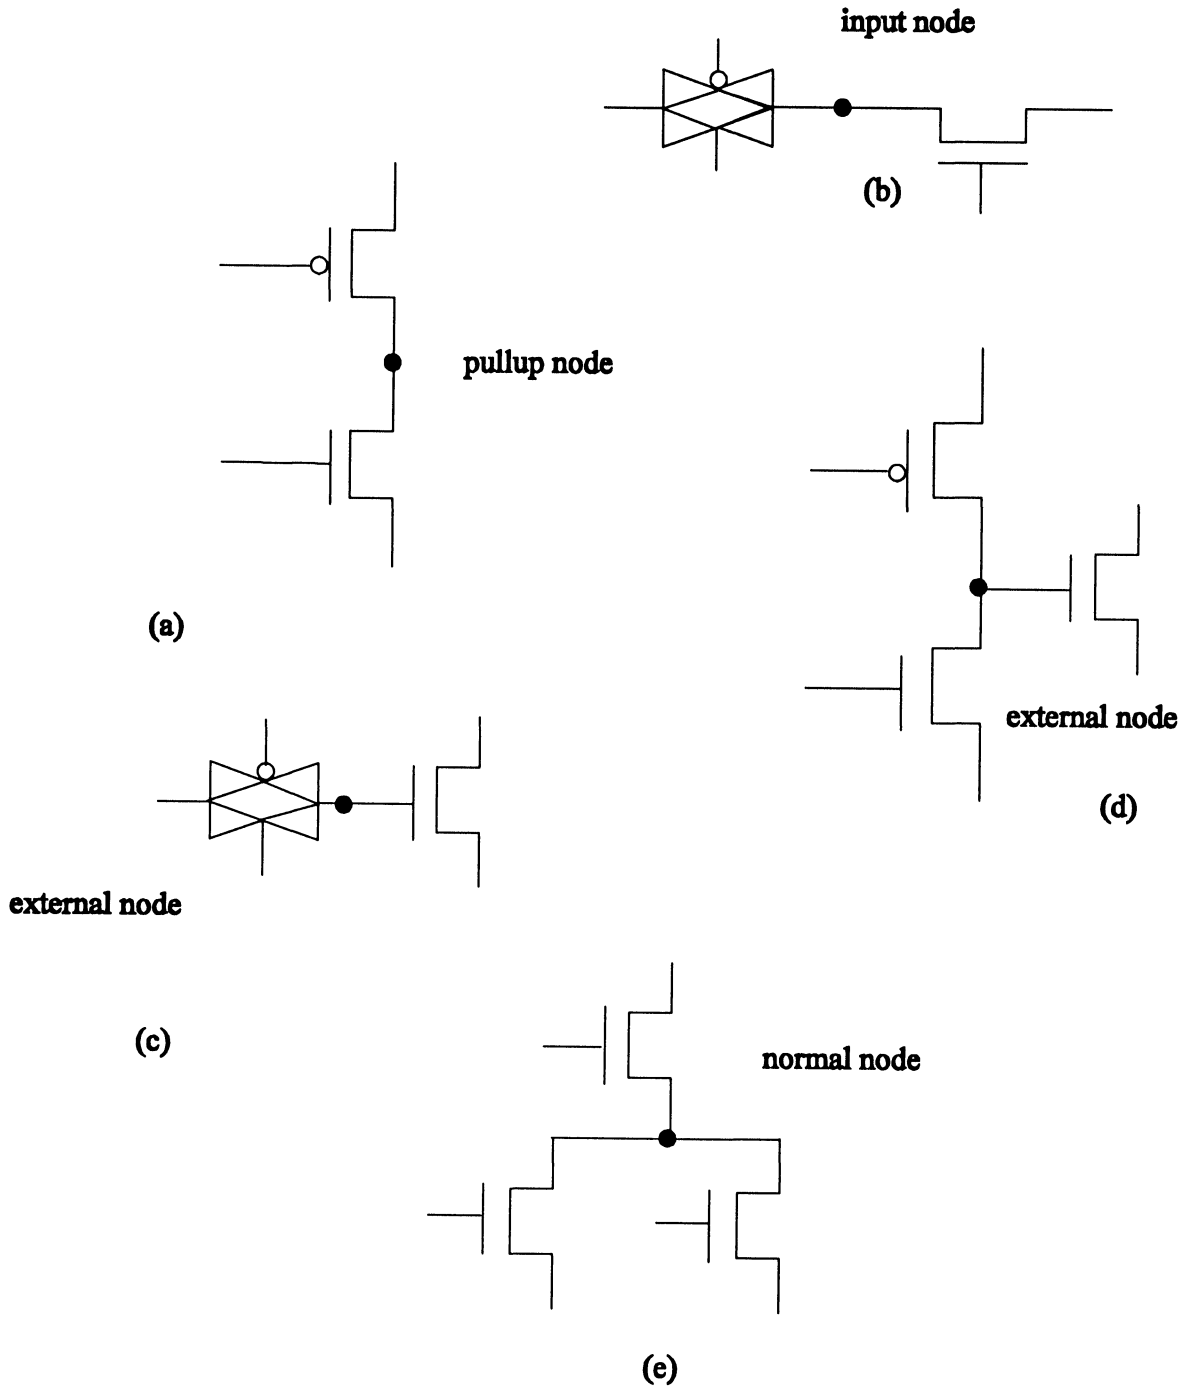 input node
(b)
pullup node
(a)
external node
(d)
external node
(c)
normal node
(e)